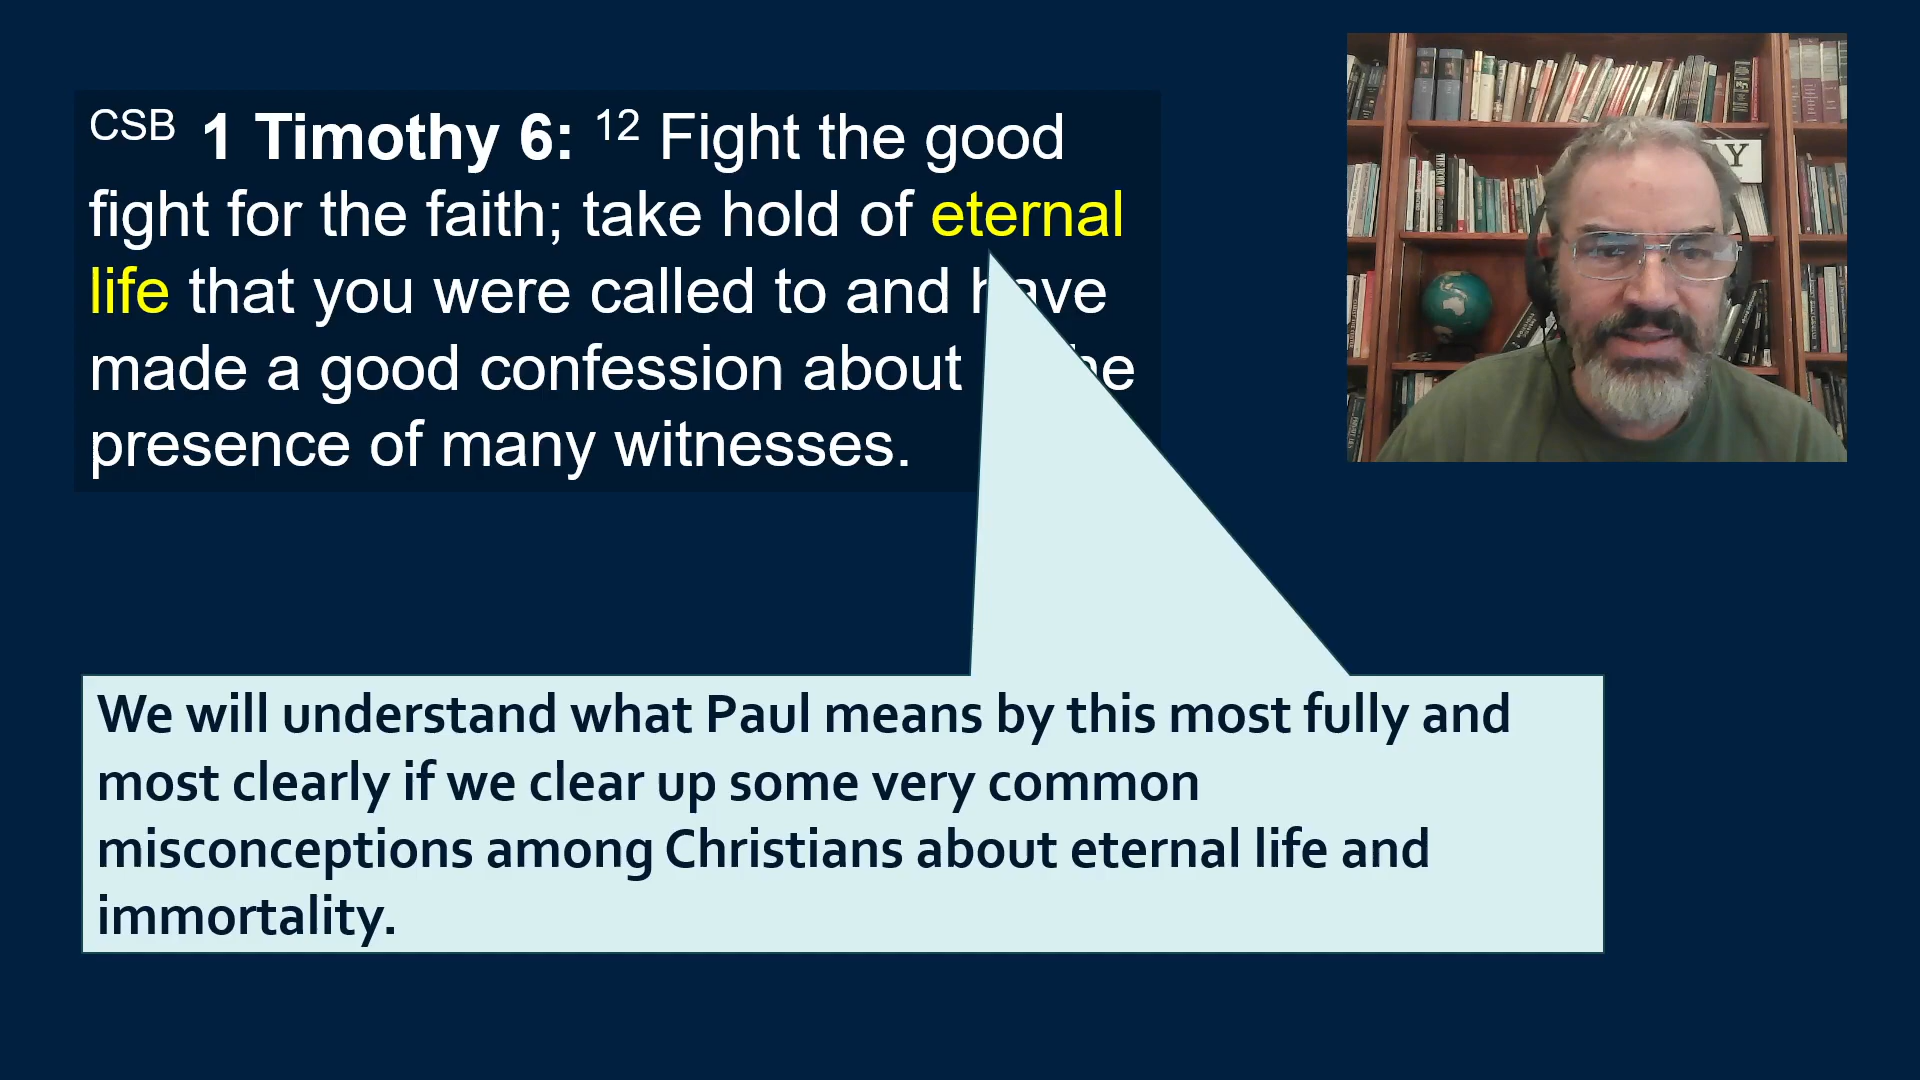 CSB 1 Timothy 6: 12 Fight the good
fight for the faith; take hold of eternal
life that you were called to and have
made a good confession about he
presence of many witnesses.
We will understand what Paul means by this most fully and
most clearly if we clear up some very common
misconceptions among Christians about eternal life and
immortality.